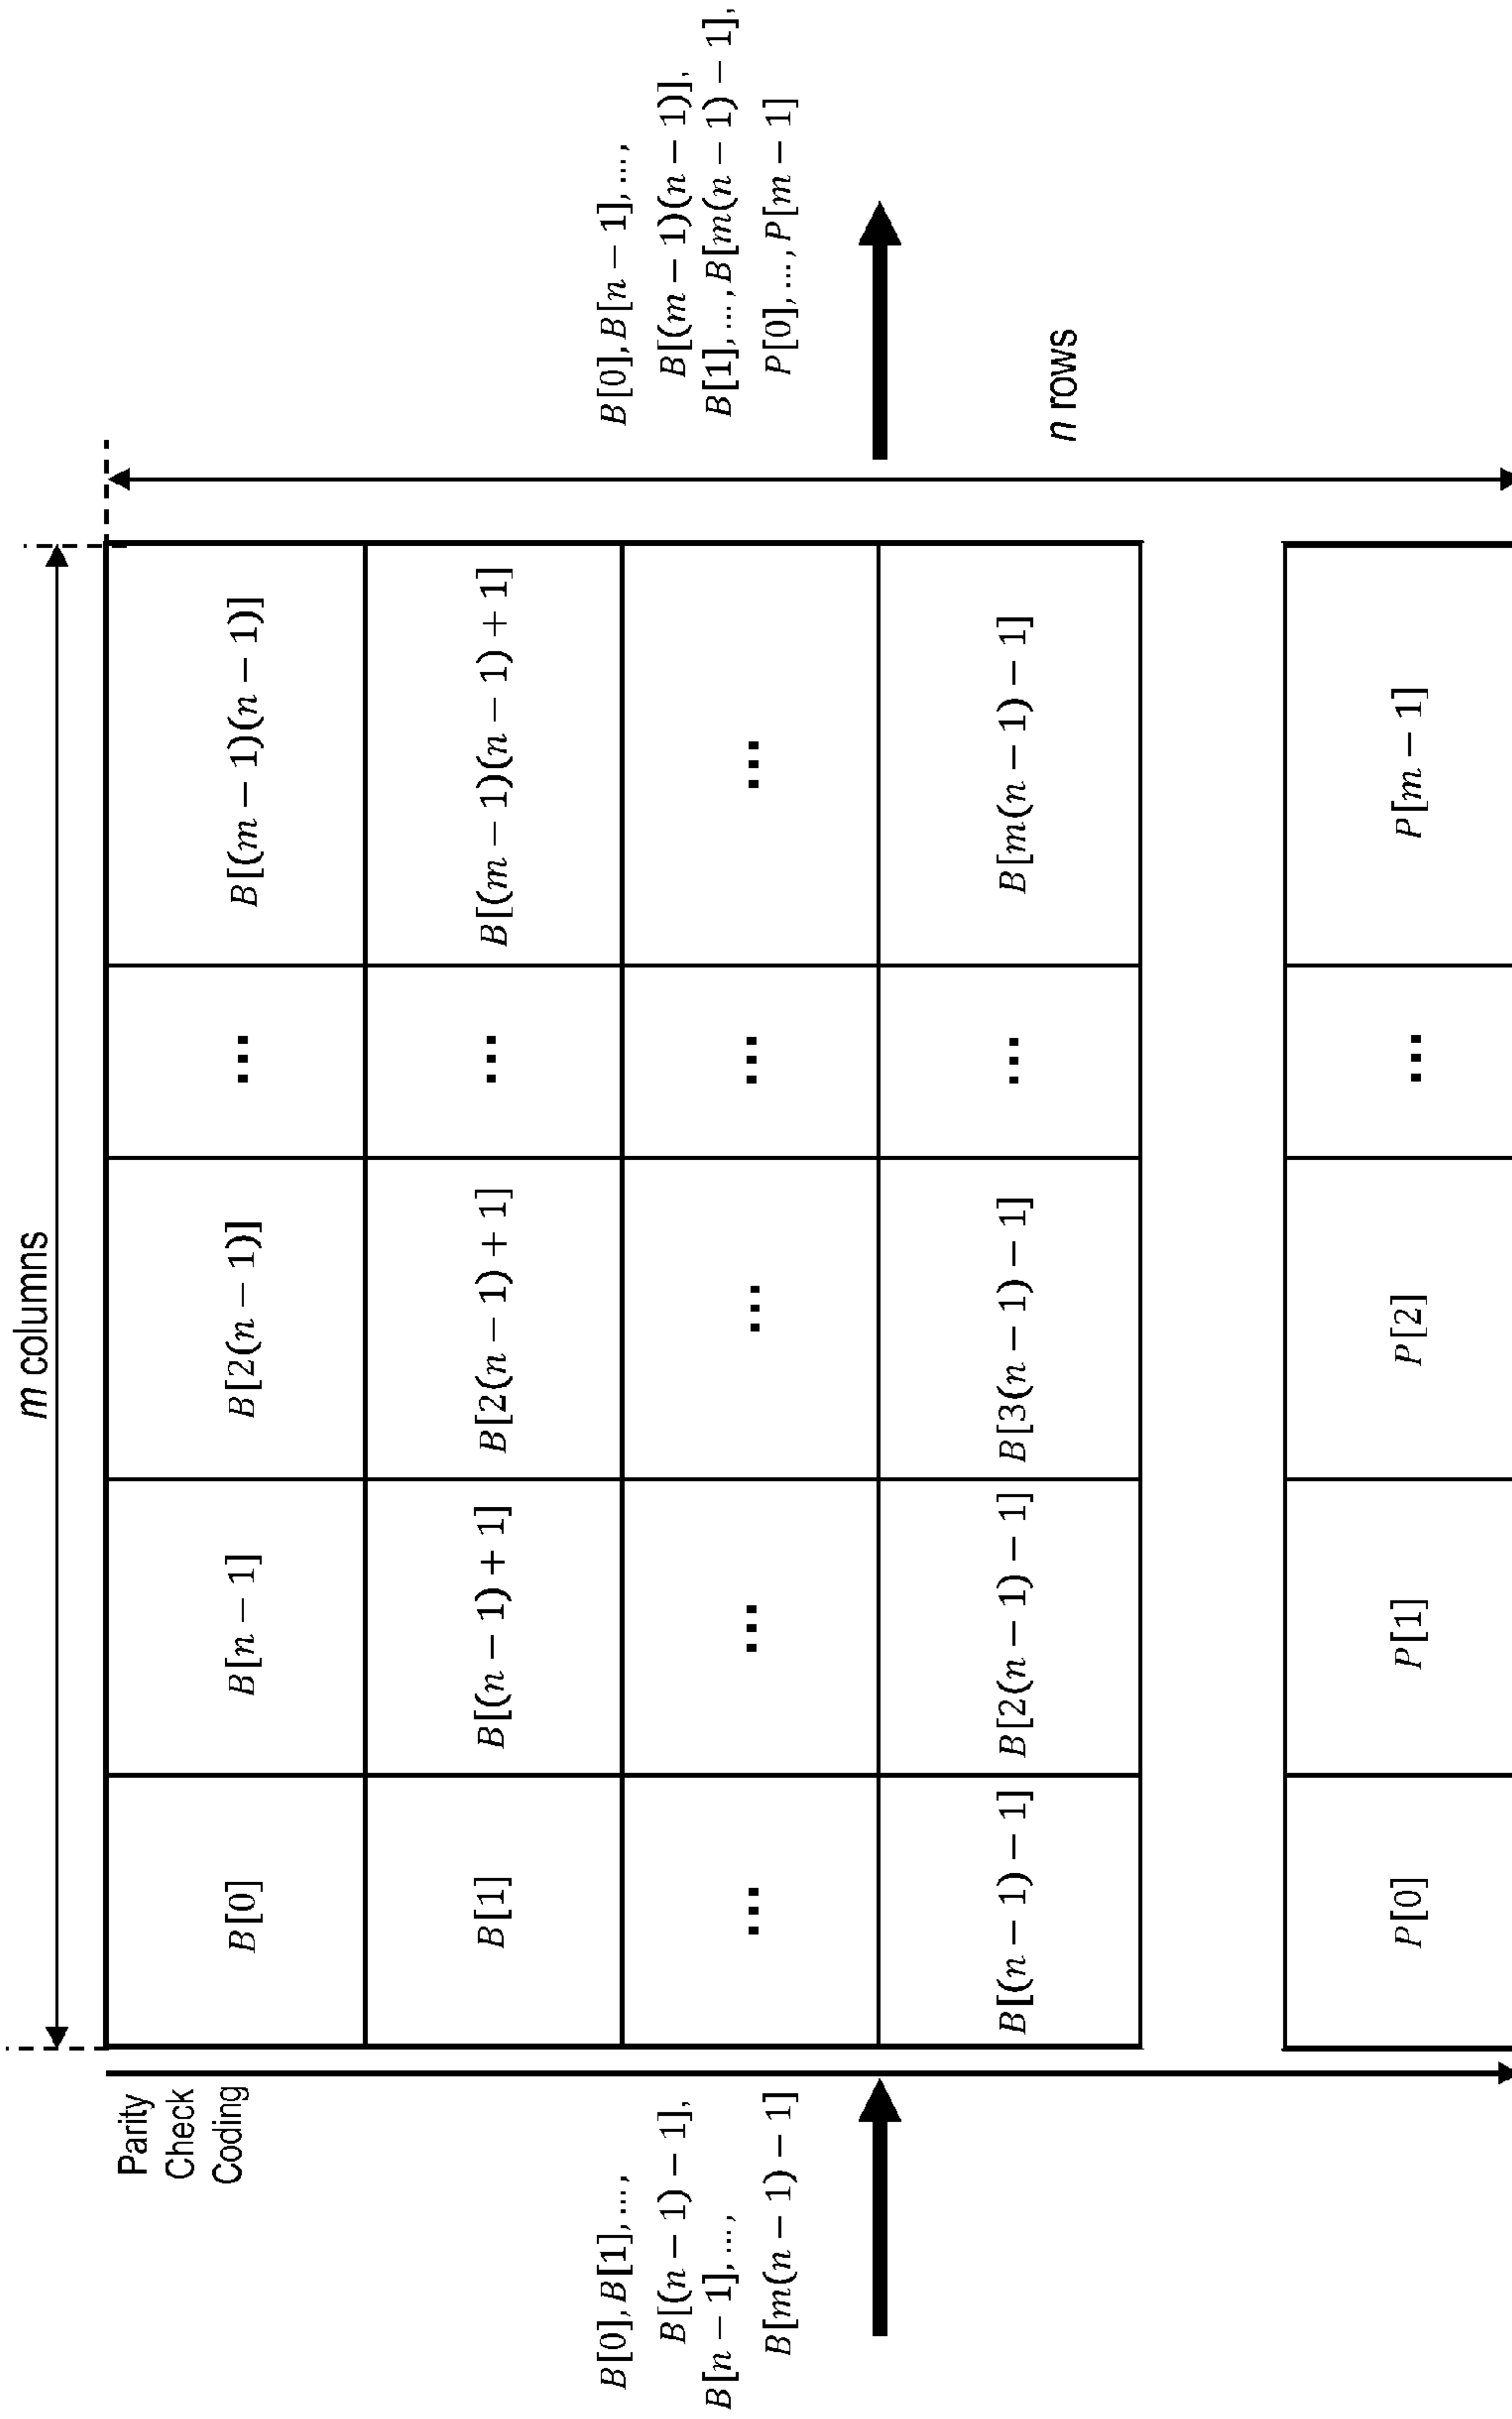 m columns
Parity
Check
Coding
B[0]
B[n − 1]
B[2(n − 1)]
...
B[(m − 1)(n − 1)]
B[1]
B[(n − 1) + 1]
B[2(n − 1) + 1]
...
B[(m − 1)(n − 1) + 1]
...
...
...
...
...
B[(n − 1) − 1]
B[2(n − 1) − 1]
B[3(n − 1) − 1]
...
B[m(n − 1) − 1]
P[0]
P[1]
P[2]
...
P[m − 1]
B[0], B[1], ...,
B[(n − 1) − 1],
B[n − 1], ...,
B[m(n − 1) − 1]
B[0], B[n − 1], ...,
B[(m − 1)(n − 1)],
B[1], ..., B[m(n − 1) − 1],
P[0], ..., P[m − 1]
n rows